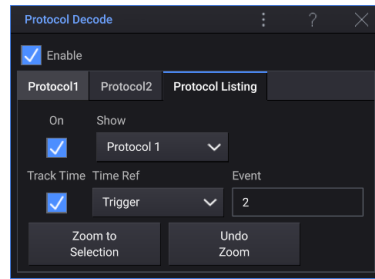 Protocol Decode
?
Enable
Protocol1 Protocol2 Protocol Listing
On Show
Protocol 1
Track Time Time Ref Event
Trigger 2
Zoom to Undo
Selection Zoom